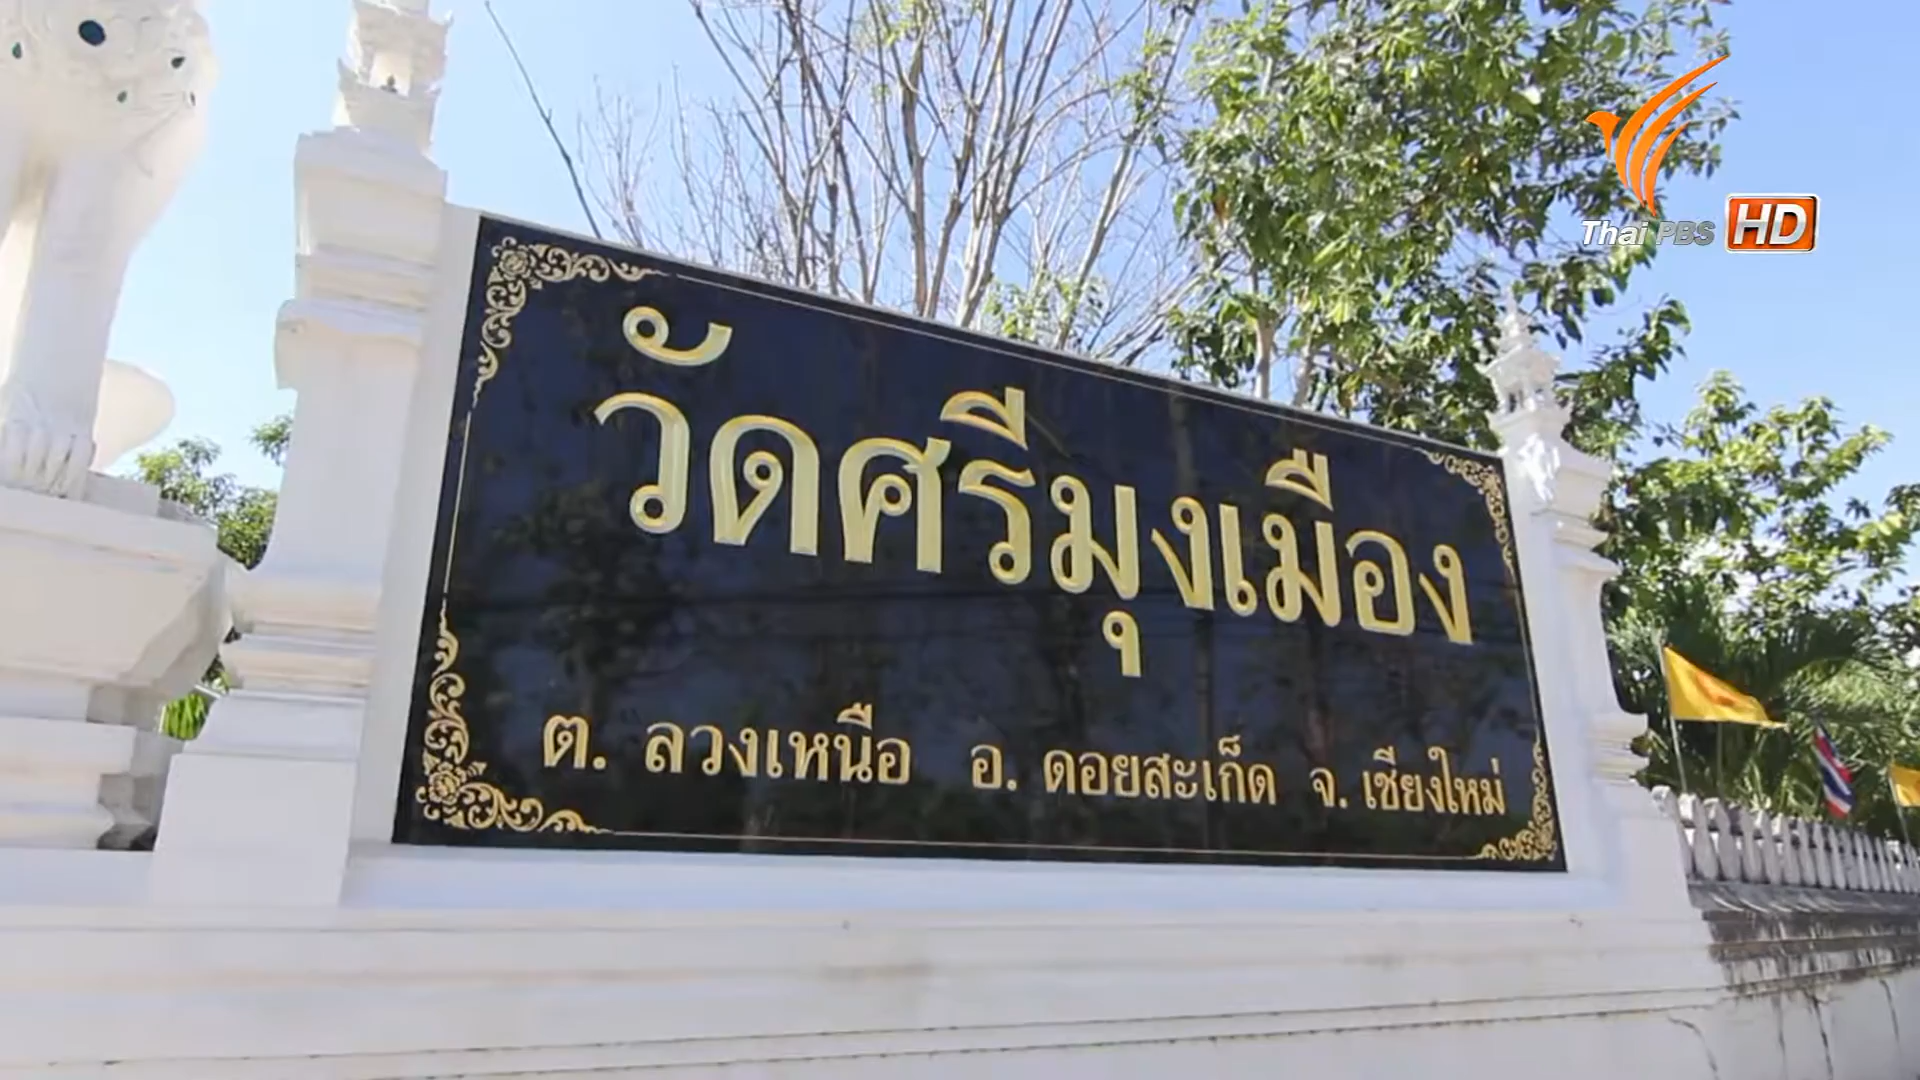 Thai PBS HD
วัดศรีมุงเมือง
ต. ลวงเหนือ อ. ดอยสะเก็ด จ. เชียงใหม่